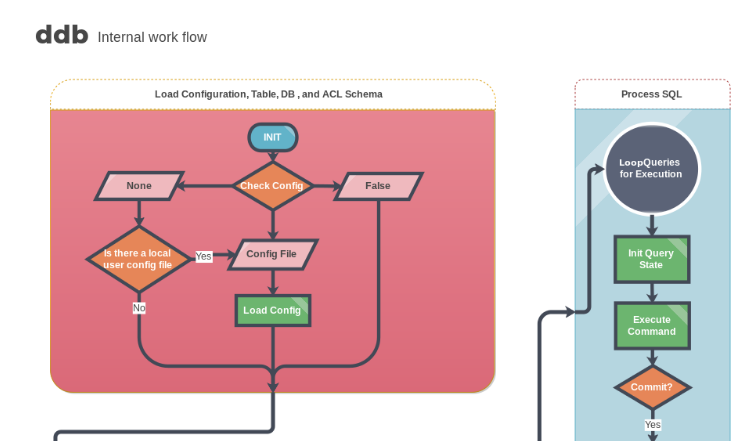 ddb Internal work flow
Load Configuration, Table, DB , and ACL Schema
INIT
None
Check Config
False
Is there a local
user config file
Yes
Config File
No
Load Config
Process SQL
LoopQueries
for Execution
Init Query
State
Execute
Command
Commit?
Yes